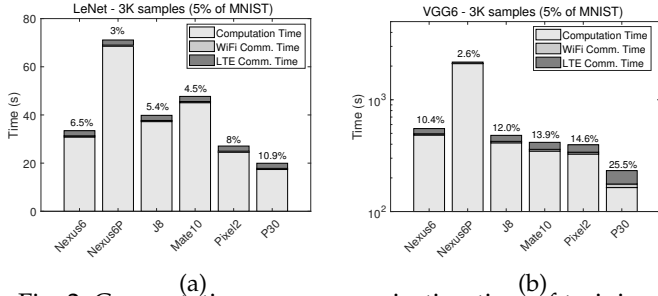 LeNet - 3K samples (5% of MNIST)
Time (s)
80
60
40
20
0
Computation Time
WiFi Comm. Time
LTE Comm. Time
6.5%
3%
5.4%
4.5%
8%
10.9%
Nexus6
Nexus6P
J8
Mate10
Pixel2
P30
(a)
VGG6 - 3K samples (5% of MNIST)
Time (s)
10³
10²
Computation Time
WiFi Comm. Time
LTE Comm. Time
10.4%
2.6%
12.0%
13.9%
14.6%
25.5%
Nexus6
Nexus6P
J8
Mate10
Pixel2
P30
(b)